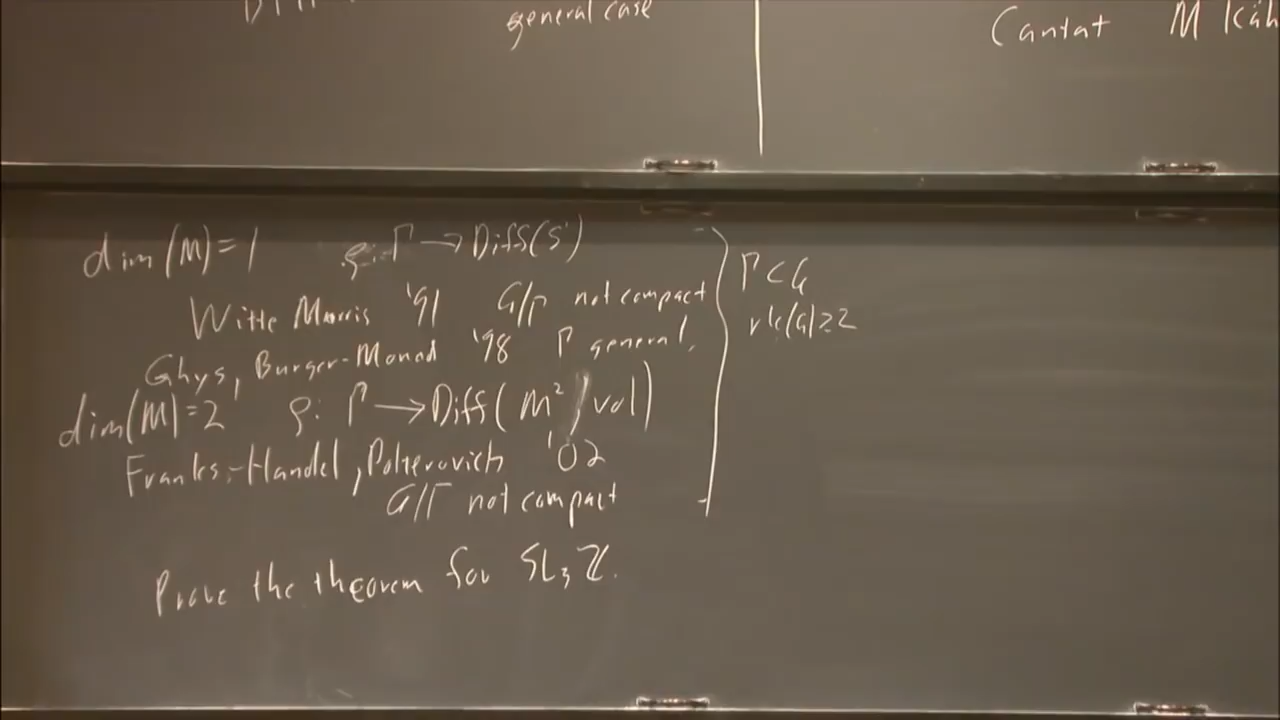 general case
Cantat M Käh
dim(M)=1 ρ: Γ → Diff(S¹)
Witte Morris '91 G/Γ not compact
Ghys, Burger-Monod '98 Γ general.
dim(M)=2 ρ: Γ → Diff(M², vol)
Franks-Handel, Polterovich '02
G/Γ not compact
Γ < G
rk(G)≥2
Prove the theorem for SL₃ℤ.